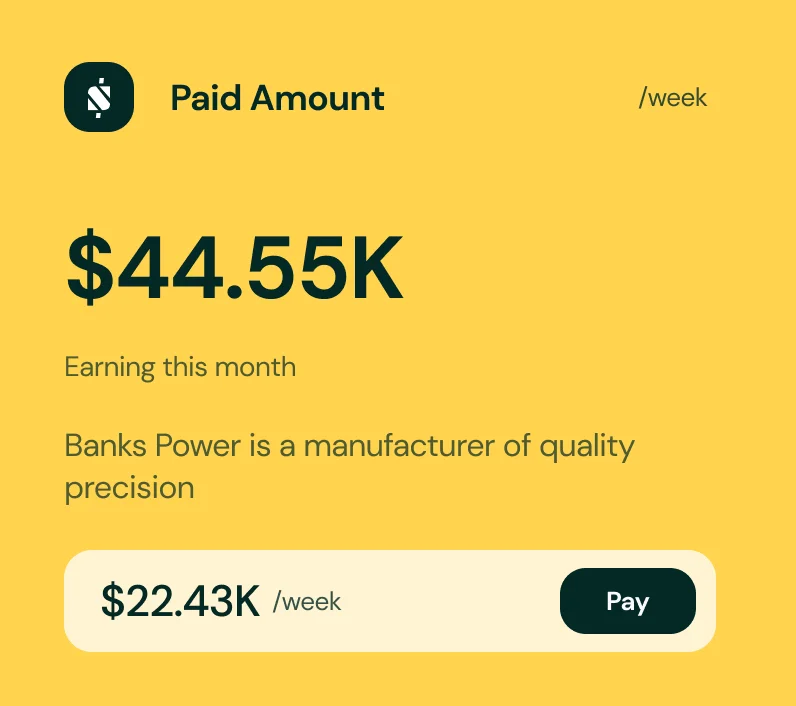 Paid Amount /week
$44.55K
Earning this month
Banks Power is a manufacturer of quality
precision
$22.43K /week Pay